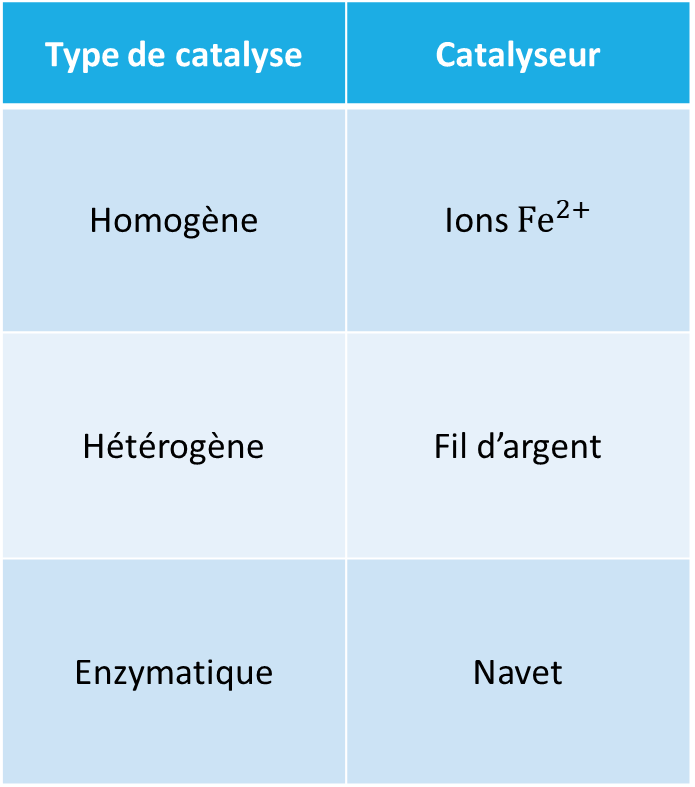 Type de catalyse Catalyseur
Homogène Ions Fe²⁺
Hétérogène Fil d’argent
Enzymatique Navet